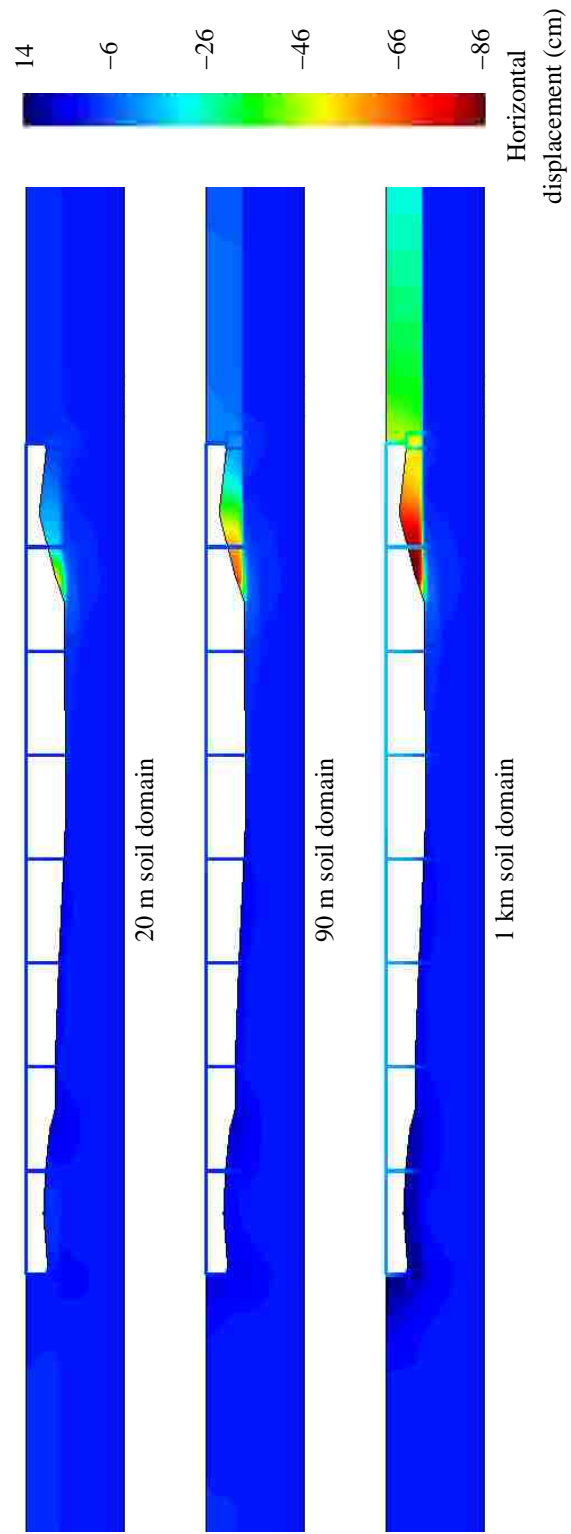 14
−6
−26
−46
−66
−86
Horizontal
displacement (cm)
20 m soil domain
90 m soil domain
1 km soil domain